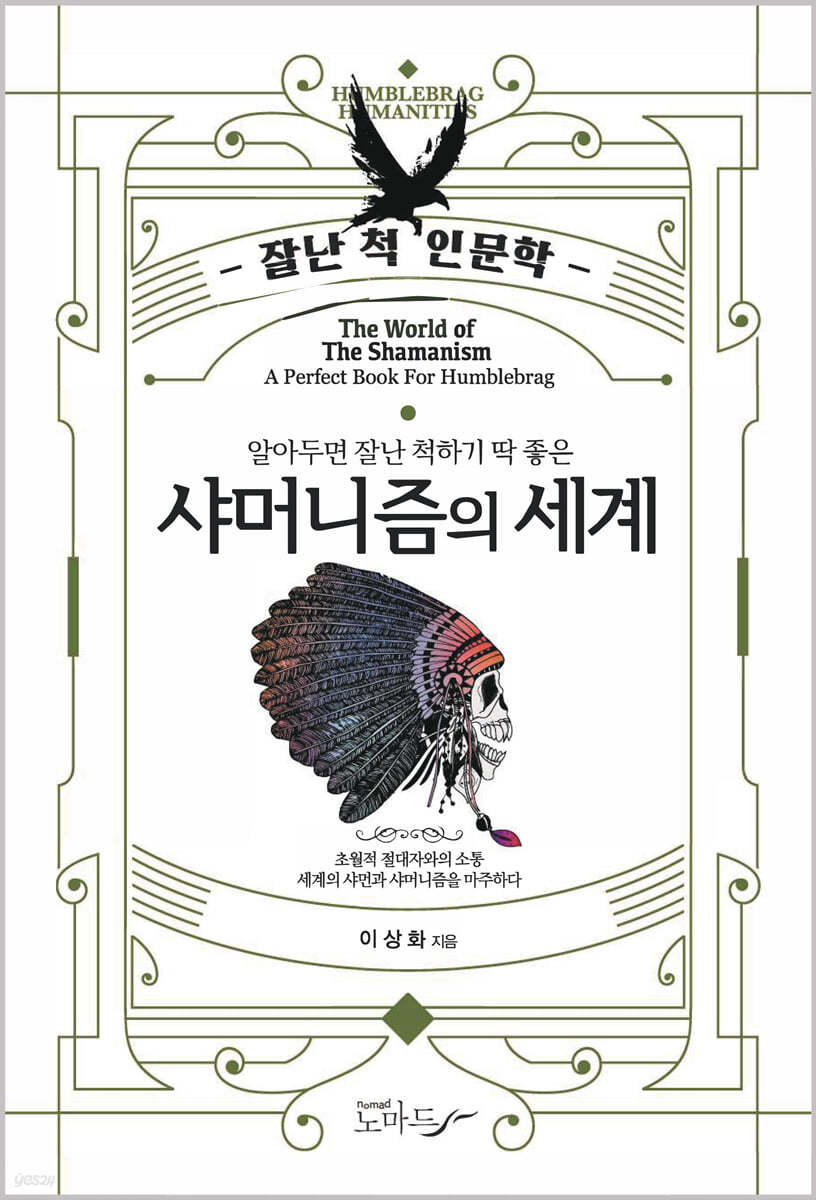 HUMBLEBRAG
HUMANITIES
- 잘난 척 인문학 -
The World of
The Shamanism
A Perfect Book For Humblebrag
알아두면 잘난 척하기 딱 좋은
샤머니즘의 세계
초월적 절대자와의 소통
세계의 샤먼과 샤머니즘을 마주하다
이상화 지음
nomad
노마드
yes24